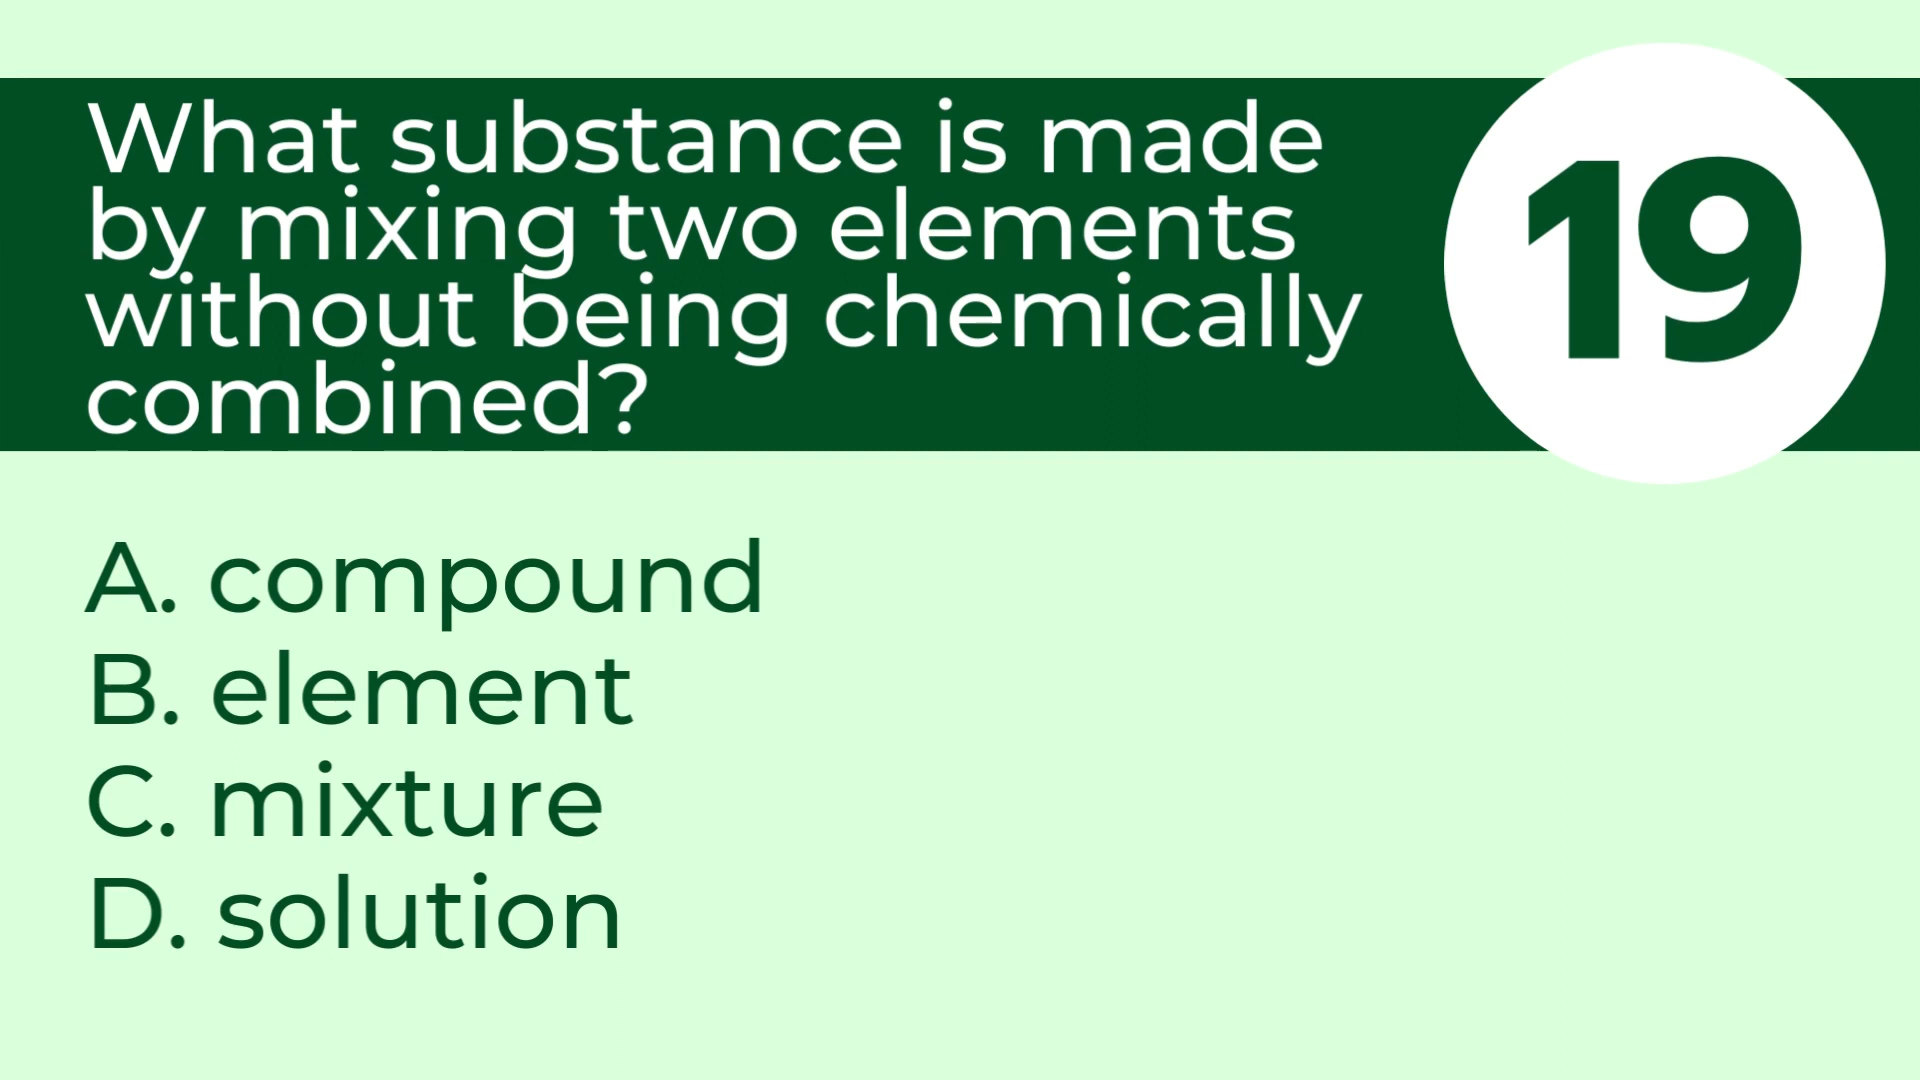 What substance is made
by mixing two elements
without being chemically
combined?
19
A. compound
B. element
C. mixture
D. solution